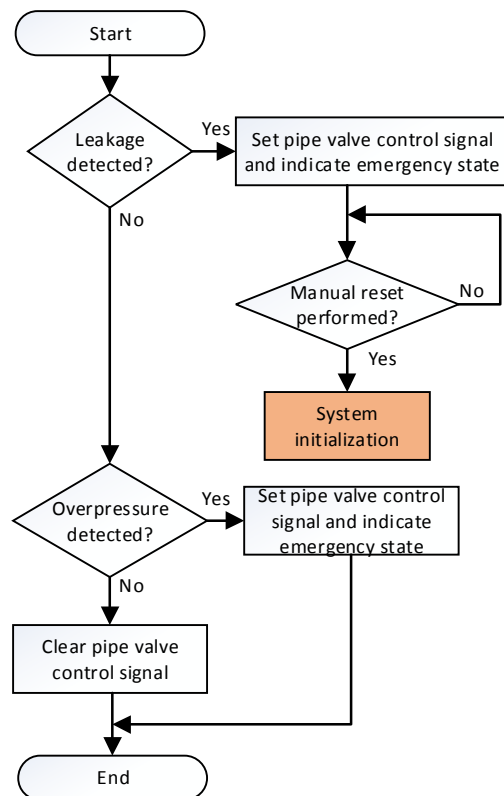 Start
Leakage
detected?
Yes
Set pipe valve control signal
and indicate emergency state
No
Manual reset
performed?
No
Yes
System
initialization
Overpressure
detected?
Yes
Set pipe valve control
signal and indicate
emergency state
No
Clear pipe valve
control signal
End